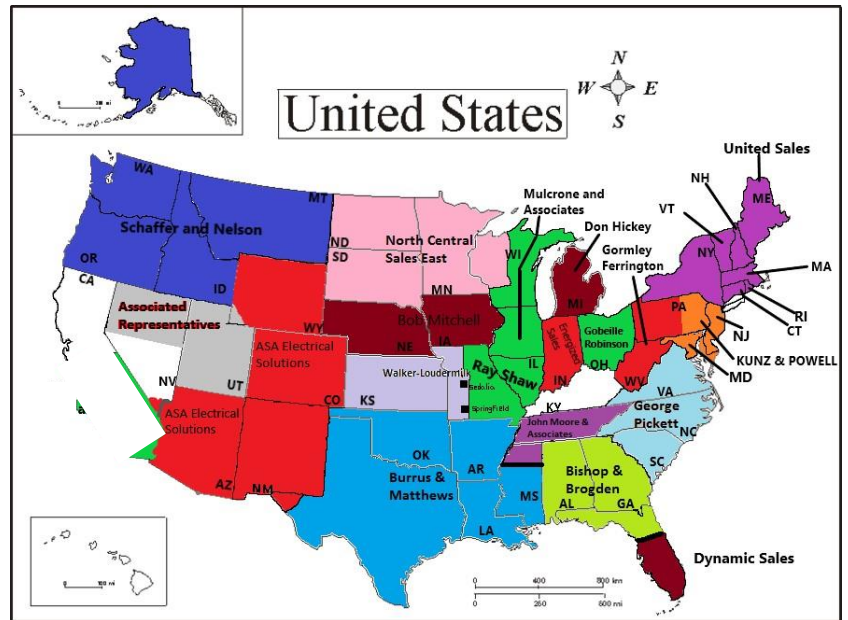 United States
N
W
E
S
200 mi
United Sales
NH
ME
VT
NY
MA
RI
CT
NJ
KUNZ & POWELL
MD
PA
Mulcrone and
Associates
Don Hickey
Gormley
Ferrington
WA
MT
Schaffer and Nelson
OR
ID
CA
ND
SD
North Central
Sales East
MN
WI
MI
Associated
Representatives
WY
NE
Bob Mitchell
IA
IL
Energized
Sales
IN
Gobeille
Robinson
OH
WV
VA
NV
UT
ASA Electrical
Solutions
CO
Walker-Loudermilk
KS
Sedalia
Springfield
Ray Shaw
KY
John Moore &
Associates
George
Pickett
NC
SC
ASA Electrical
Solutions
AZ
NM
OK
AR
Burrus &
Matthews
LA
MS
Bishop &
Brogden
AL
GA
Dynamic Sales
100 mi
0
400
800 km
0
250
500 mi